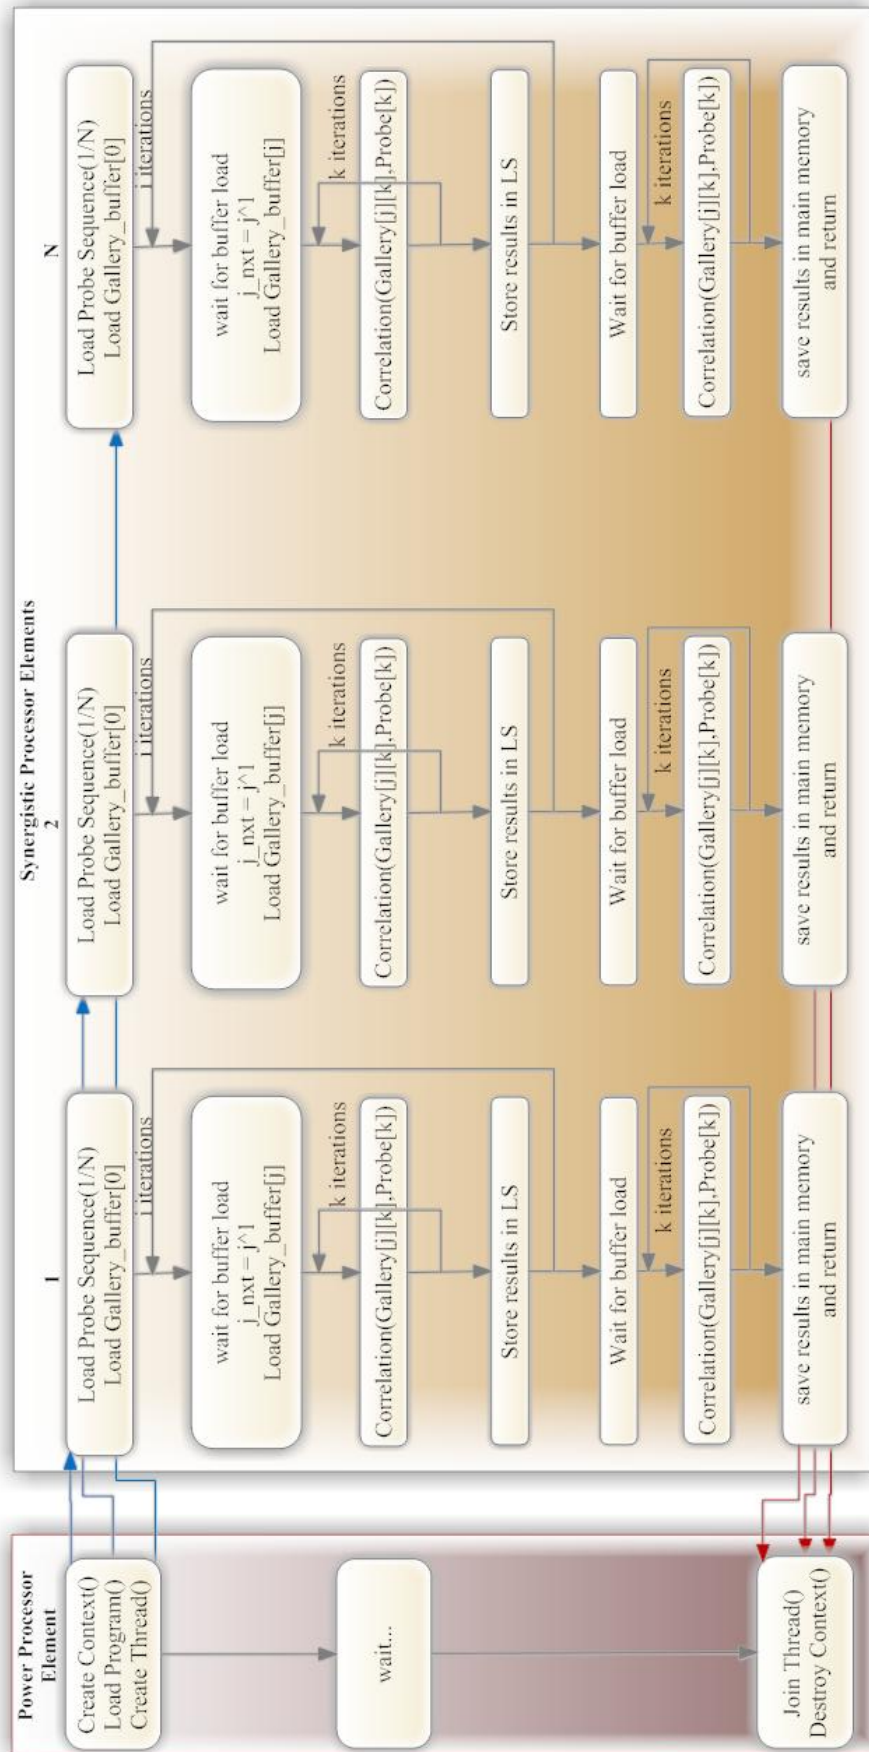 Power Processor
Element
Create Context()
Load Program()
Create Thread()
wait...
Join Thread()
Destroy Context()
Synergistic Processor Elements
1
Load Probe Sequence(1/N)
Load Gallery_buffer[0]
i iterations
wait for buffer load
j_nxt = j^1
Load Gallery_buffer[j]
k iterations
Correlation(Gallery[j][k],Probe[k])
Store results in LS
Wait for buffer load
k iterations
Correlation(Gallery[j][k],Probe[k])
save results in main memory
and return
2
Load Probe Sequence(1/N)
Load Gallery_buffer[0]
i iterations
wait for buffer load
j_nxt = j^1
Load Gallery_buffer[j]
k iterations
Correlation(Gallery[j][k],Probe[k])
Store results in LS
Wait for buffer load
k iterations
Correlation(Gallery[j][k],Probe[k])
save results in main memory
and return
N
Load Probe Sequence(1/N)
Load Gallery_buffer[0]
i iterations
wait for buffer load
j_nxt = j^1
Load Gallery_buffer[j]
k iterations
Correlation(Gallery[j][k],Probe[k])
Store results in LS
Wait for buffer load
k iterations
Correlation(Gallery[j][k],Probe[k])
save results in main memory
and return